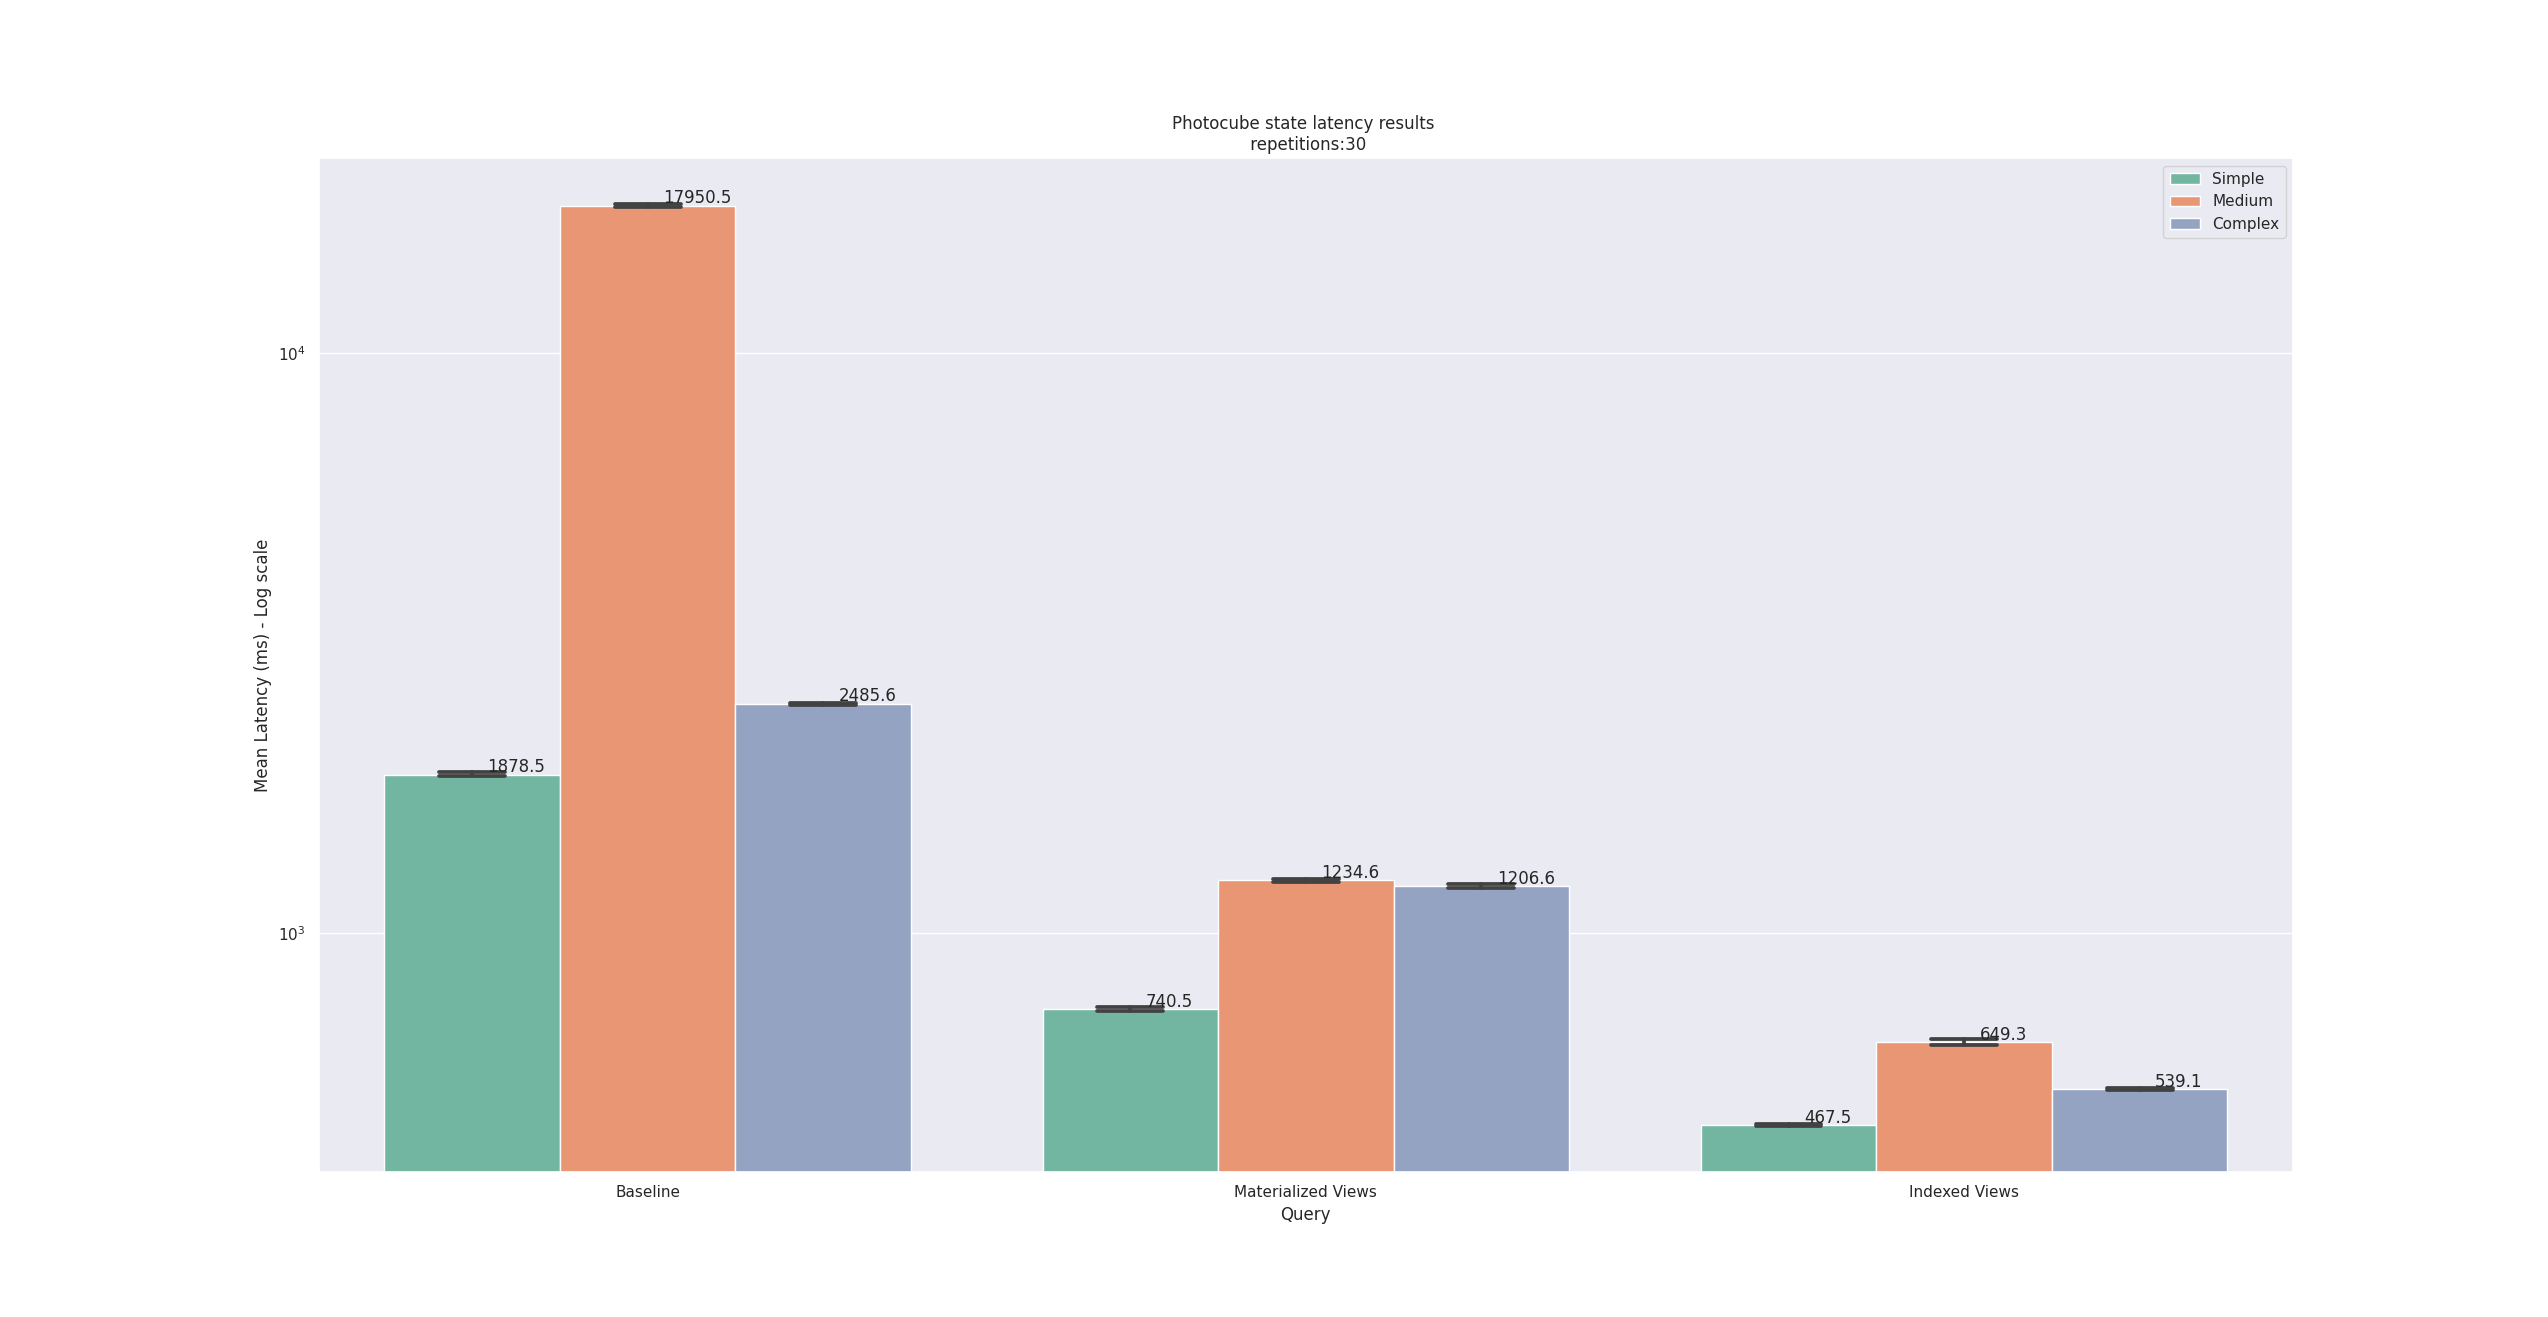 Photocube state latency results
repetitions:30
Simple
Medium
Complex
17950.5
10⁴
2485.6
1878.5
1234.6
1206.6
10³
740.5
649.3
539.1
467.5
Mean Latency (ms) - Log scale
Baseline
Materialized Views
Indexed Views
Query